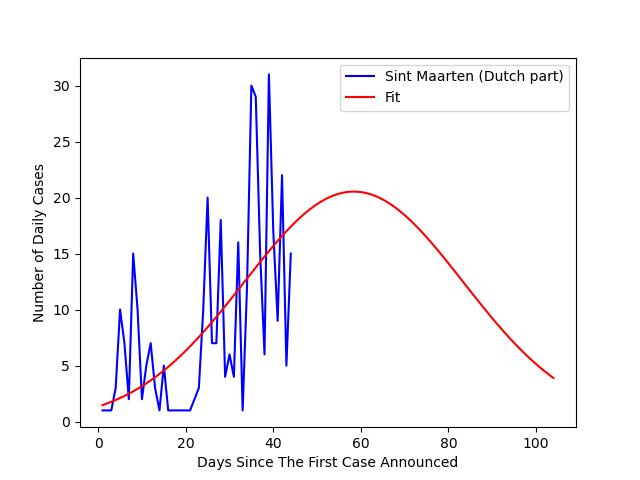 Sint Maarten (Dutch part)
Fit
30
25
20
15
10
5
0
Number of Daily Cases
0 20 40 60 80 100
Days Since The First Case Announced